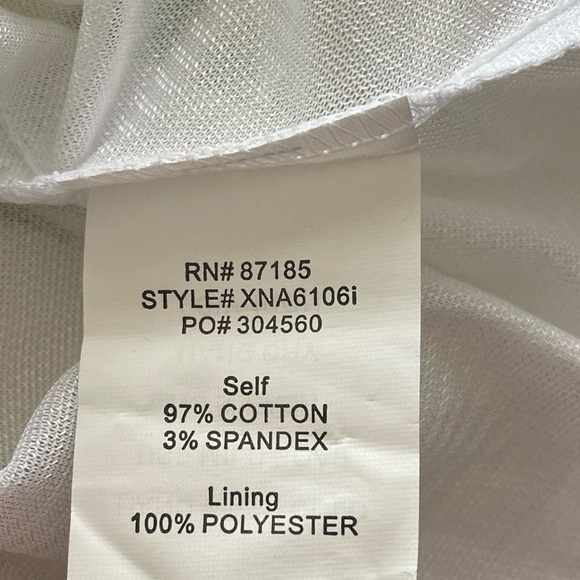 RN# 87185
STYLE# XNA6106i
PO# 304560
Self
97% COTTON
3% SPANDEX
Lining
100% POLYESTER